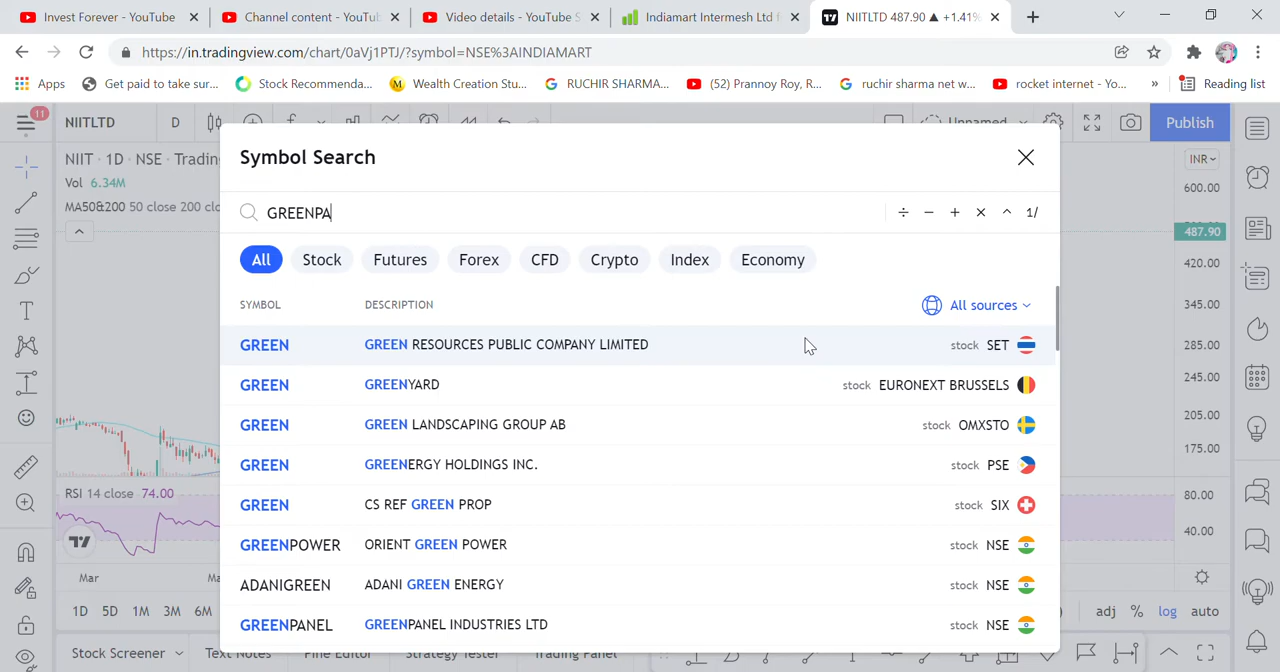 Invest Forever - YouTube
Channel content - YouTu
Video details - YouTube S
Indiamart Intermesh Ltd f
NIITLTD 487.90 ▲ +1.41%
https://in.tradingview.com/chart/0aVj1PTJ/?symbol=NSE%3AINDIAMART
Apps
Get paid to take sur...
Stock Recommenda...
Wealth Creation Stu...
RUCHIR SHARMA...
(52) Prannoy Roy, R...
ruchir sharma net w...
rocket internet - Yo...
»
Reading list
11
NIITLTD
D
Unnamed
Publish
NIIT · 1D · NSE · Tradin
INR
Vol 6.34M
MA50&200 50 close 200 clo
600.00
487.90
420.00
345.00
285.00
245.00
205.00
175.00
Symbol Search
GREENPA
÷ − + × ^ 1/
All
Stock
Futures
Forex
CFD
Crypto
Index
Economy
SYMBOL
DESCRIPTION
All sources
GREEN GREEN RESOURCES PUBLIC COMPANY LIMITED stock SET
GREEN GREENYARD stock EURONEXT BRUSSELS
GREEN GREEN LANDSCAPING GROUP AB stock OMXSTO
GREEN GREENERGY HOLDINGS INC. stock PSE
GREEN CS REF GREEN PROP stock SIX
GREENPOWER ORIENT GREEN POWER stock NSE
ADANIGREEN ADANI GREEN ENERGY stock NSE
GREENPANEL GREENPANEL INDUSTRIES LTD stock NSE
RSI 14 close 74.00
80.00
40.00
Mar
1D 5D 1M 3M 6M
adj % log auto
Stock Screener
Text Notes
Pine Editor
Strategy Tester
Trading Panel